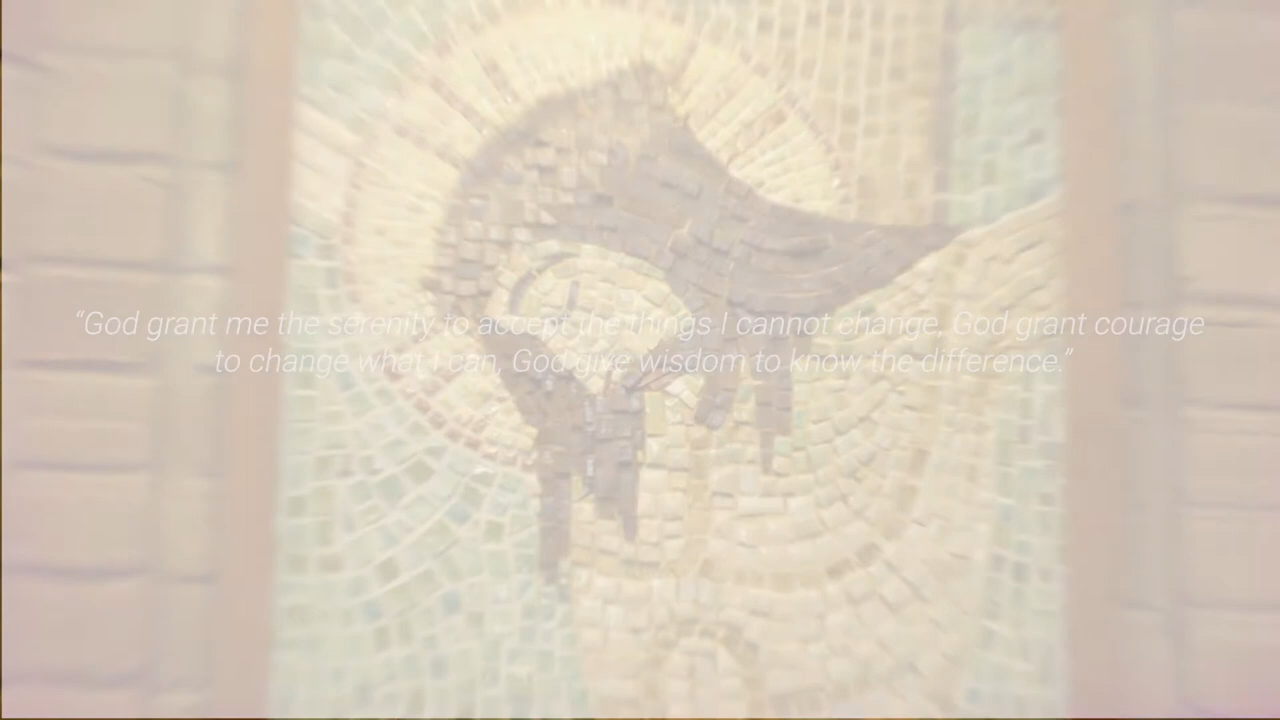 “God grant me the serenity to accept the things I cannot change, God grant courage
to change what I can, God give wisdom to know the difference.”